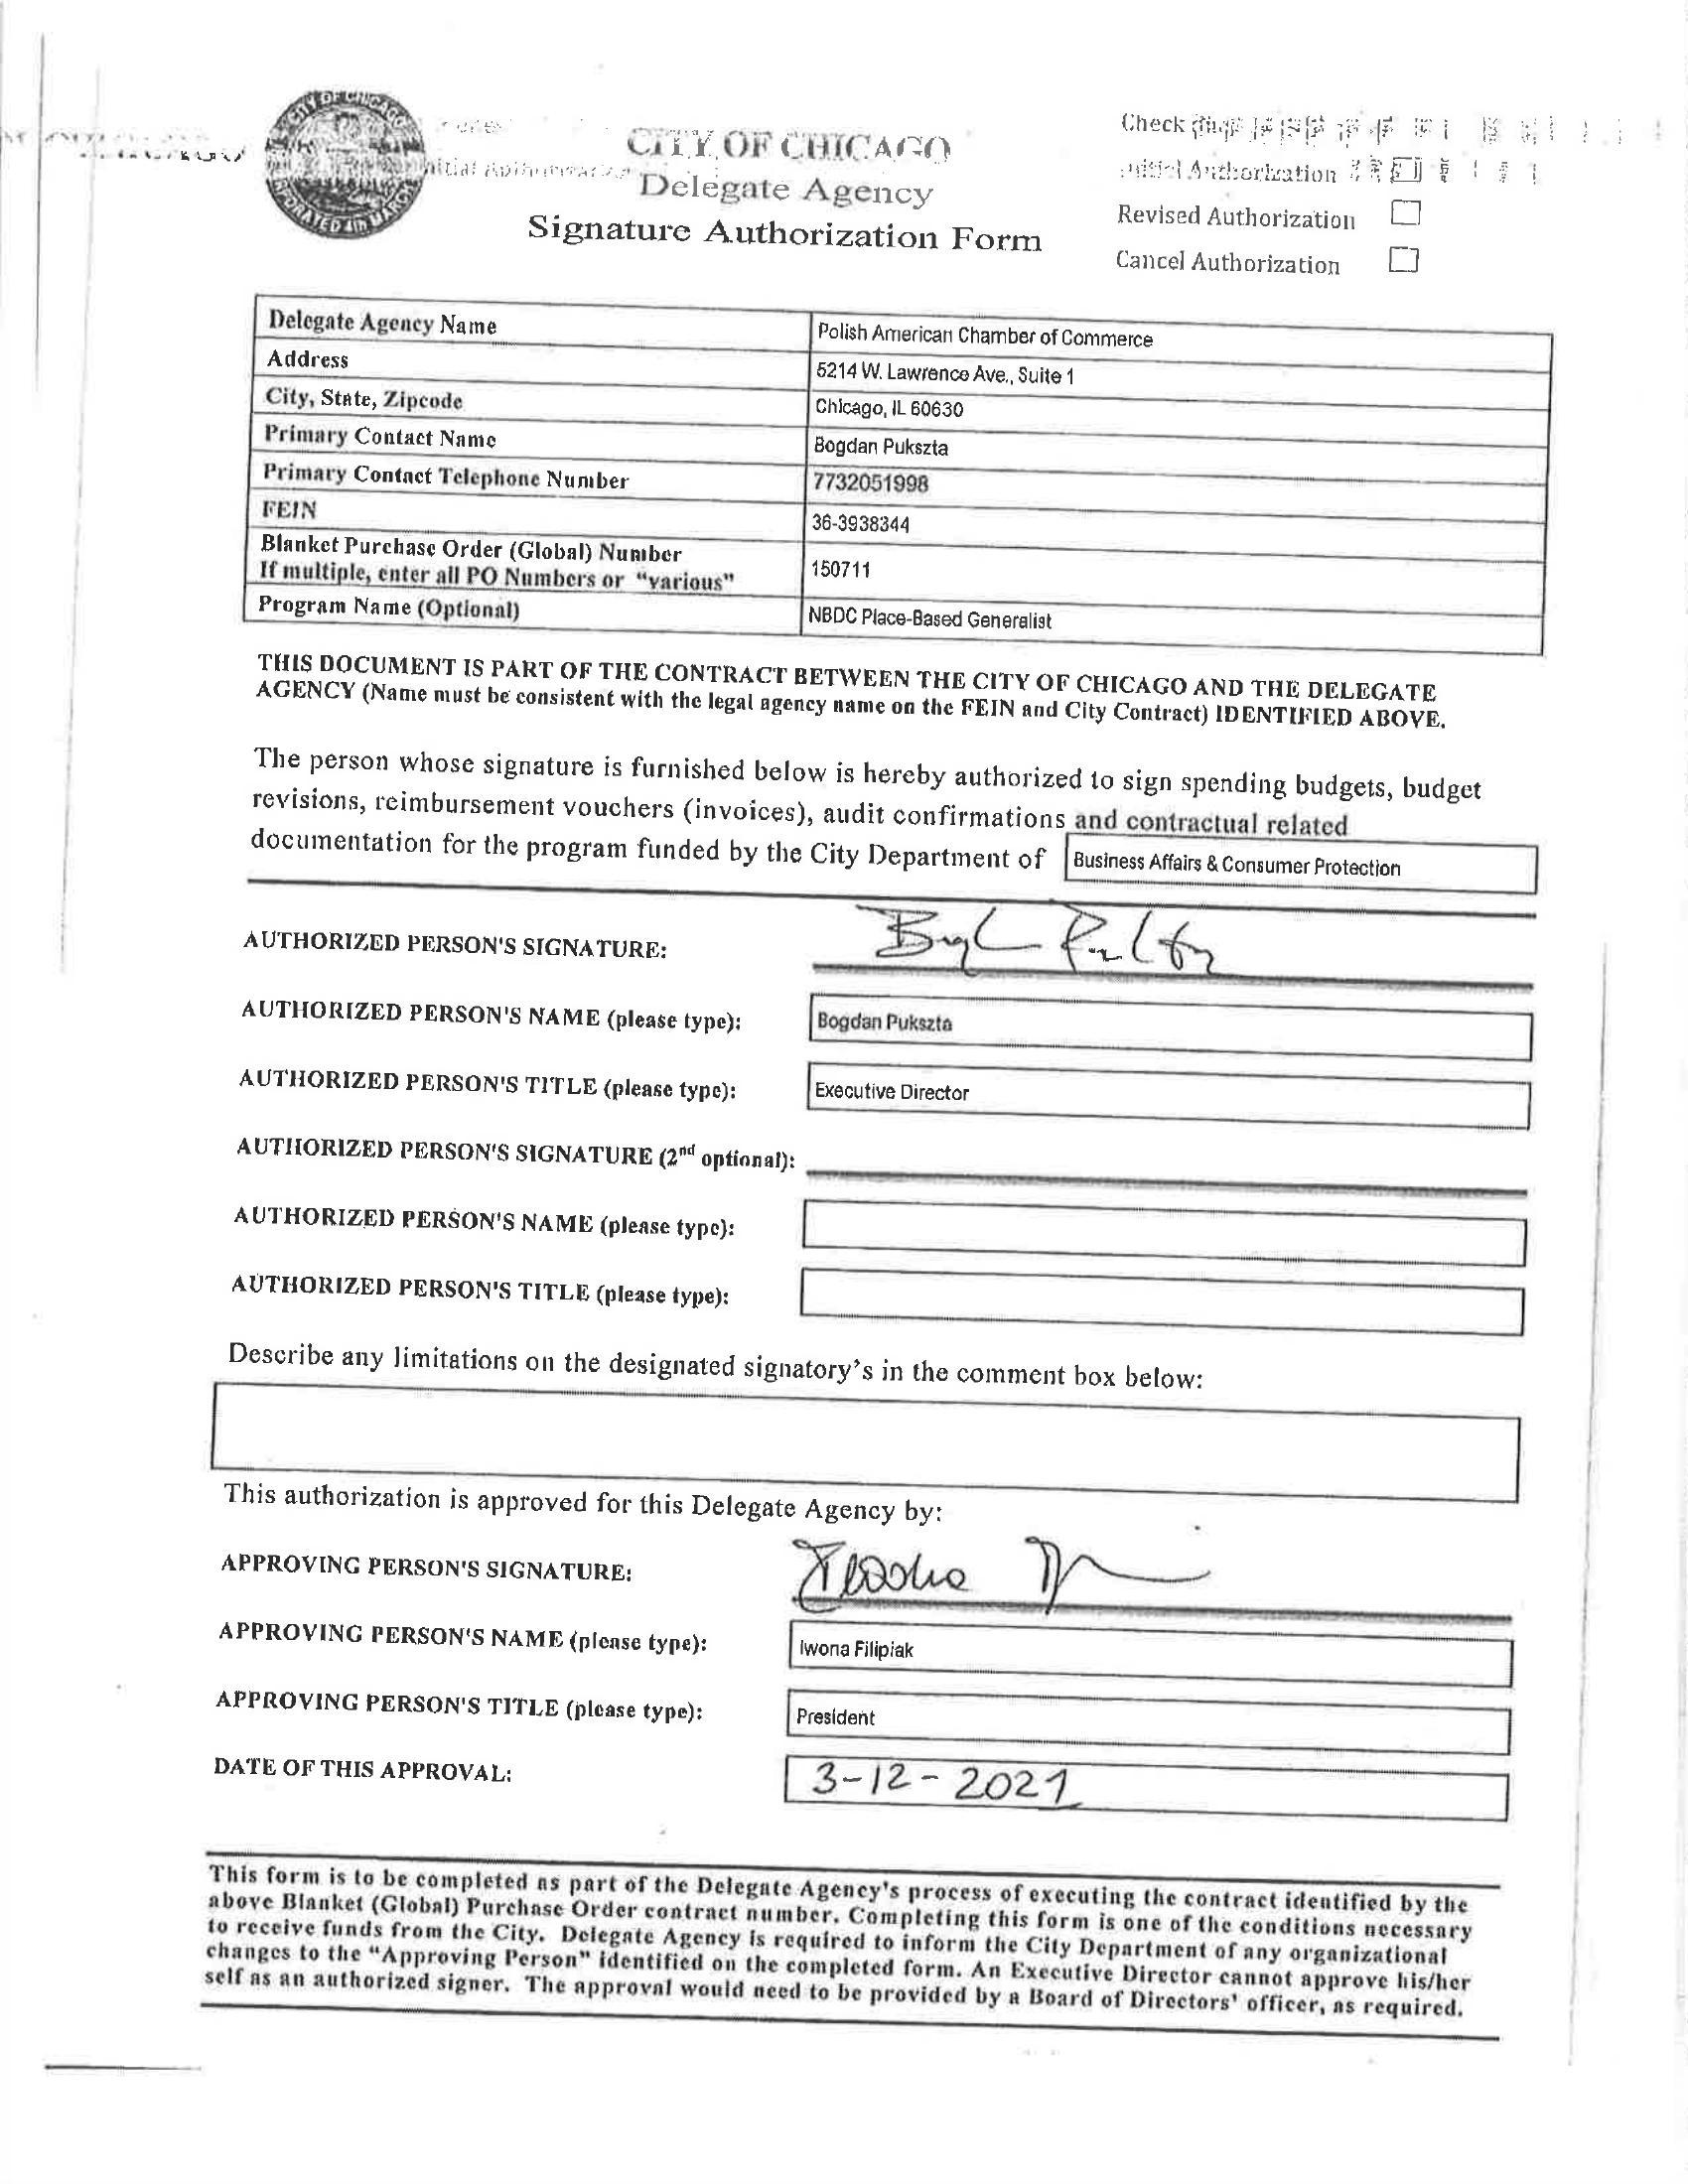 CITY OF CHICAGO
Delegate Agency
Signature Authorization Form
Check
Initial Authorization
Revised Authorization
Cancel Authorization
Delegate Agency Name Polish American Chamber of Commerce
Address 5214 W. Lawrence Ave., Suite 1
City, State, Zipcode Chicago, IL 60630
Primary Contact Name Bogdan Pukszta
Primary Contact Telephone Number 7732051998
FEIN 36-3938344
Blanket Purchase Order (Global) Number
If multiple, enter all PO Numbers or "various" 150711
Program Name (Optional) NBDC Place-Based Generalist
THIS DOCUMENT IS PART OF THE CONTRACT BETWEEN THE CITY OF CHICAGO AND THE DELEGATE
AGENCY (Name must be consistent with the legal agency name on the FEIN and City Contract) IDENTIFIED ABOVE.
The person whose signature is furnished below is hereby authorized to sign spending budgets, budget
revisions, reimbursement vouchers (invoices), audit confirmations and contractual related
documentation for the program funded by the City Department of Business Affairs & Consumer Protection
AUTHORIZED PERSON'S SIGNATURE:
AUTHORIZED PERSON'S NAME (please type): Bogdan Pukszta
AUTHORIZED PERSON'S TITLE (please type): Executive Director
AUTHORIZED PERSON'S SIGNATURE (2nd optional):
AUTHORIZED PERSON'S NAME (please type):
AUTHORIZED PERSON'S TITLE (please type):
Describe any limitations on the designated signatory's in the comment box below:
This authorization is approved for this Delegate Agency by:
APPROVING PERSON'S SIGNATURE:
APPROVING PERSON'S NAME (please type): Iwona Filipiak
APPROVING PERSON'S TITLE (please type): President
DATE OF THIS APPROVAL: 3-12-2021
This form is to be completed as part of the Delegate Agency's process of executing the contract identified by the
above Blanket (Global) Purchase Order contract number. Completing this form is one of the conditions necessary
to receive funds from the City. Delegate Agency is required to inform the City Department of any organizational
changes to the "Approving Person" identified on the completed form. An Executive Director cannot approve his/her
self as an authorized signer. The approval would need to be provided by a Board of Directors' officer, as required.